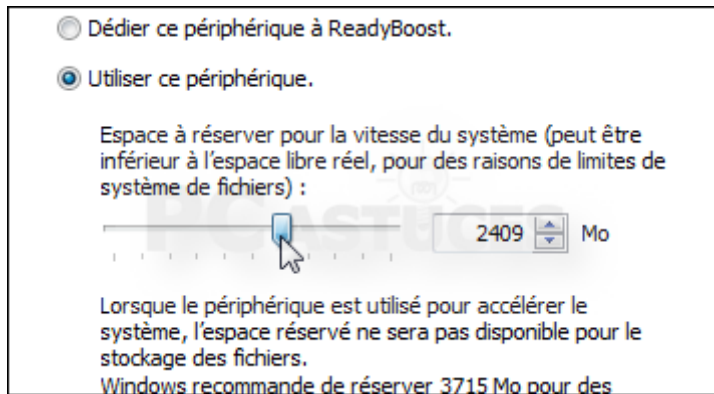 Dédier ce périphérique à ReadyBoost.
Utiliser ce périphérique.
Espace à réserver pour la vitesse du système (peut être
inférieur à l'espace libre réel, pour des raisons de limites de
système de fichiers) :
PC ASTUCES
2409 Mo
Lorsque le périphérique est utilisé pour accélérer le
système, l'espace réservé ne sera pas disponible pour le
stockage des fichiers.
Windows recommande de réserver 3715 Mo pour des